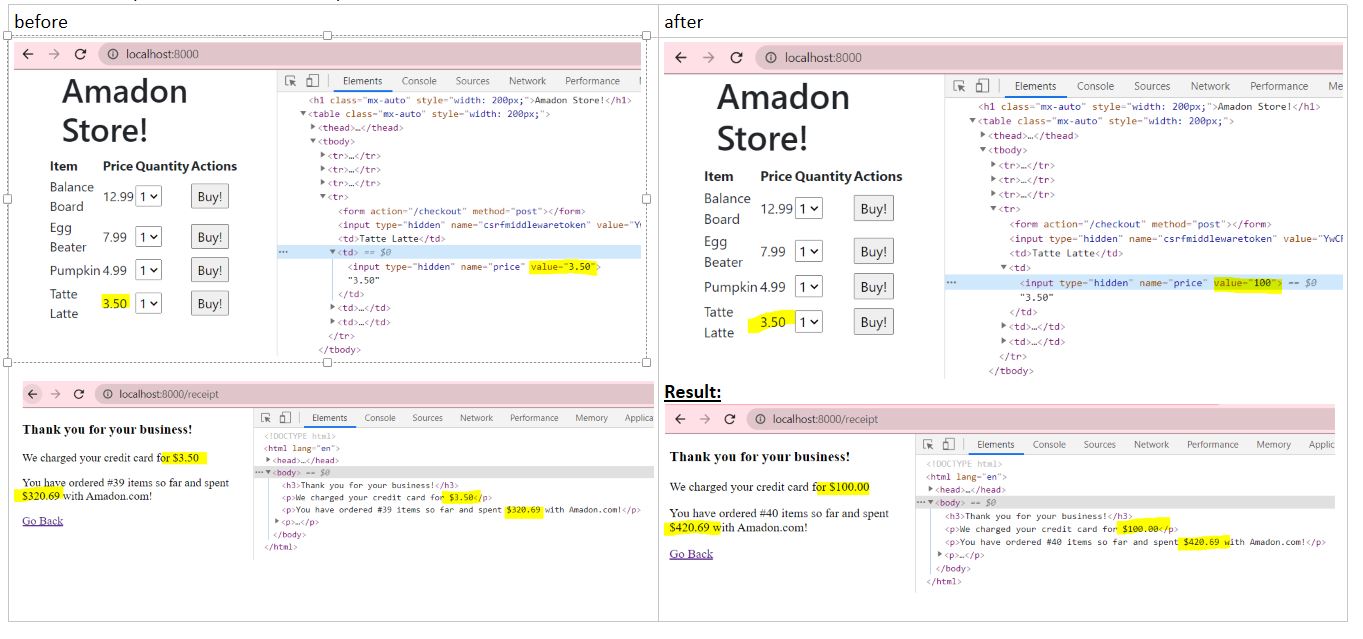 before
localhost:8000
Amadon
Store!
Item Price Quantity Actions
Balance
Board
12.99 1 Buy!
Egg
Beater
7.99 1 Buy!
Pumpkin 4.99 1 Buy!
Tatte
Latte
3.50 1 Buy!
Elements Console Sources Network Performance
<h1 class="mx-auto" style="width: 200px;">Amadon Store!</h1>
<table class="mx-auto" style="width: 200px;">
<thead>…</thead>
<tbody>
<tr>…</tr>
<tr>…</tr>
<tr>…</tr>
<tr>
<form action="/checkout" method="post"></form>
<input type="hidden" name="csrfmiddlewaretoken" value="Yw
<td>Tatte Latte</td>
<td> == $0
<input type="hidden" name="price" value="3.50">
"3.50"
</td>
<td>…</td>
<td>…</td>
</tr>
</tbody>
localhost:8000/receipt
Thank you for your business!
We charged your credit card for $3.50
You have ordered #39 items so far and spent
$320.69 with Amadon.com!
Go Back
Elements Console Sources Network Performance Memory Applica
<!DOCTYPE html>
<html lang="en">
<head>…</head>
<body> == $0
<h3>Thank you for your business!</h3>
<p>We charged your credit card for $3.50</p>
<p>You have ordered #39 items so far and spent $320.69 with Amadon.com!</p>
<p>…</p>
</body>
</html>
after
localhost:8000
Amadon
Store!
Item Price Quantity Actions
Balance
Board
12.99 1 Buy!
Egg
Beater
7.99 1 Buy!
Pumpkin 4.99 1 Buy!
Tatte
Latte
3.50 1 Buy!
Elements Console Sources Network Performance Me
<h1 class="mx-auto" style="width: 200px;">Amadon Store!</h1>
<table class="mx-auto" style="width: 200px;">
<thead>…</thead>
<tbody>
<tr>…</tr>
<tr>…</tr>
<tr>…</tr>
<tr>
<form action="/checkout" method="post"></form>
<input type="hidden" name="csrfmiddlewaretoken" value="YwCF
<td>Tatte Latte</td>
<td>
<input type="hidden" name="price" value="100"> == $0
"3.50"
</td>
<td>…</td>
<td>…</td>
</tr>
</tbody>
Result:
localhost:8000/receipt
Thank you for your business!
We charged your credit card for $100.00
You have ordered #40 items so far and spent
$420.69 with Amadon.com!
Go Back
Elements Console Sources Network Performance Memory Applic
<!DOCTYPE html>
<html lang="en">
<head>…</head>
<body> == $0
<h3>Thank you for your business!</h3>
<p>We charged your credit card for $100.00</p>
<p>You have ordered #40 items so far and spent $420.69 with Amadon.com!</p>
<p>…</p>
</body>
</html>